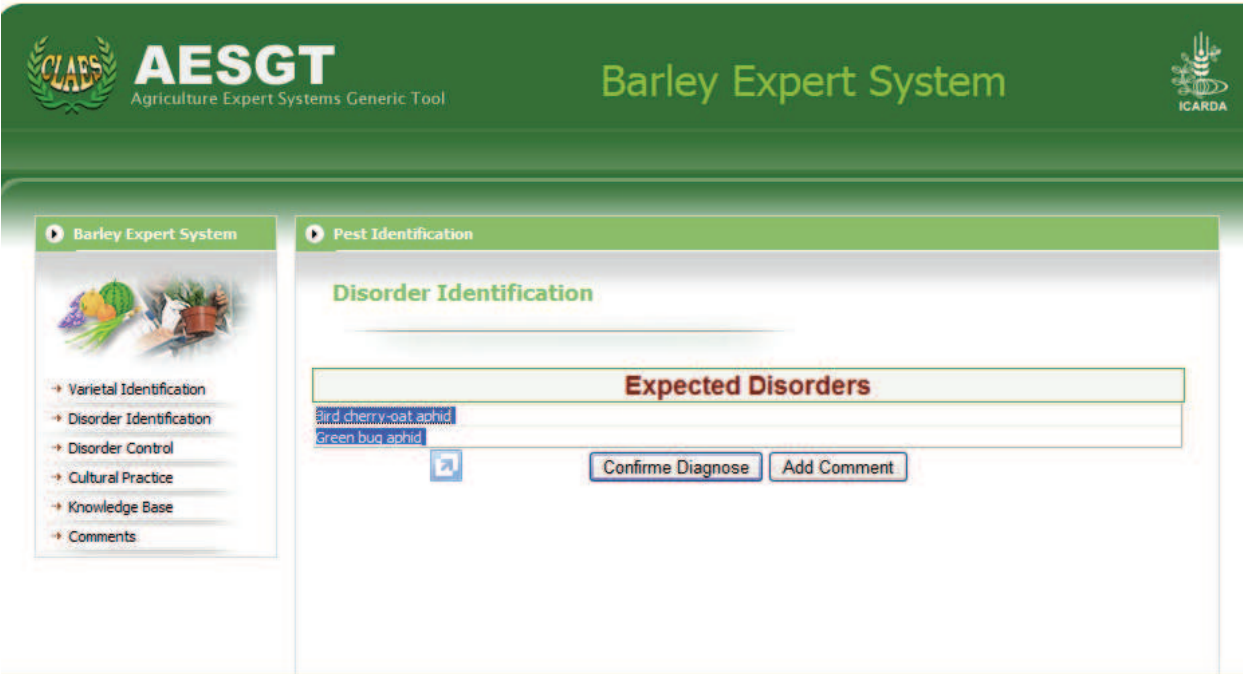 CLAES
AESGT
Agriculture Expert Systems Generic Tool
Barley Expert System
ICARDA
Barley Expert System
Varietal Identification
Disorder Identification
Disorder Control
Cultural Practice
Knowledge Base
Comments
Pest Identification
Disorder Identification
Expected Disorders
Bird cherry-oat aphid
Green bug aphid
Confirme Diagnose
Add Comment